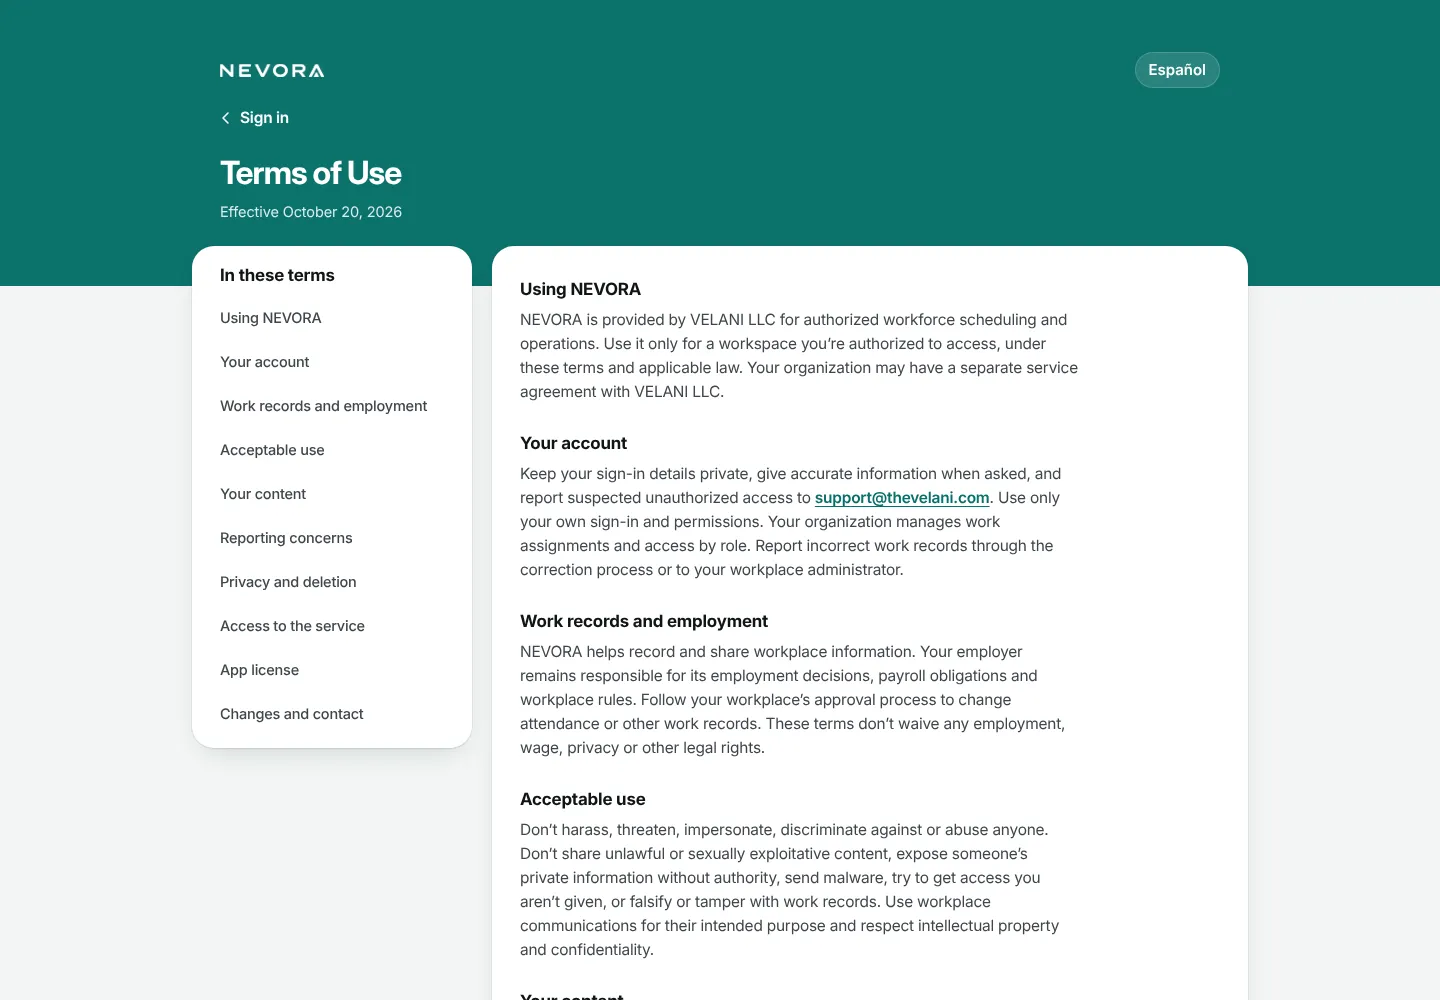 NEVORA
Español
Sign in
Terms of Use
Effective October 20, 2026
In these terms
Using NEVORA
Your account
Work records and employment
Acceptable use
Your content
Reporting concerns
Privacy and deletion
Access to the service
App license
Changes and contact
Using NEVORA
NEVORA is provided by VELANI LLC for authorized workforce scheduling and
operations. Use it only for a workspace you’re authorized to access, under
these terms and applicable law. Your organization may have a separate service
agreement with VELANI LLC.
Your account
Keep your sign-in details private, give accurate information when asked, and
report suspected unauthorized access to support@thevelani.com. Use only
your own sign-in and permissions. Your organization manages work
assignments and access by role. Report incorrect work records through the
correction process or to your workplace administrator.
Work records and employment
NEVORA helps record and share workplace information. Your employer
remains responsible for its employment decisions, payroll obligations and
workplace rules. Follow your workplace’s approval process to change
attendance or other work records. These terms don’t waive any employment,
wage, privacy or other legal rights.
Acceptable use
Don’t harass, threaten, impersonate, discriminate against or abuse anyone.
Don’t share unlawful or sexually exploitative content, expose someone’s
private information without authority, send malware, try to get access you
aren’t given, or falsify or tamper with work records. Use workplace
communications for their intended purpose and respect intellectual property
and confidentiality.
Your content